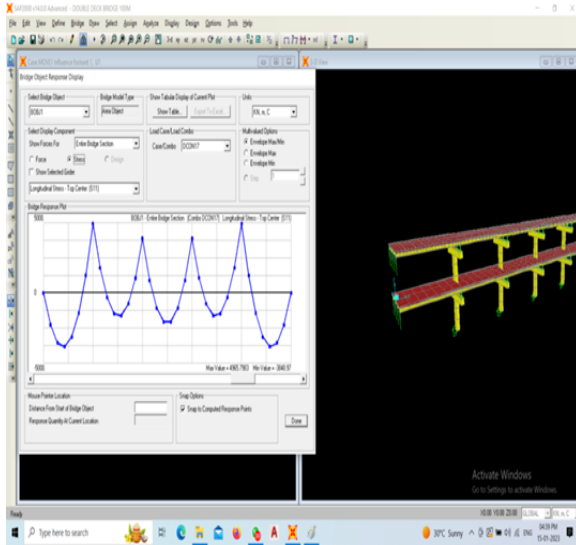 SAP2000 v14.0.0 Advanced - DOUBLE DECK BRIDGE 100M
File Edit View Define Bridge Draw Select Assign Analyze Display Design Options Tools Help
Bridge Object Response Display
Select Bridge Object
BOBJ1
Bridge Model Type
Area Object
Show Tabular Display of Current Plot
Show Table...
Export To Excel...
Units
KN, m, C
Select Display Component
Show Forces For
Entire Bridge Section
Force
Stress
Design
Show Selected Girder
Longitudinal Stress - Top Center (S11)
Load Case/Load Combo
Case/Combo
DCON17
Multivalued Options
Envelope Max/Min
Envelope Max
Envelope Min
Step
Bridge Response Plot
5000
BOBJ1 - Entire Bridge Section (Combo DCON17) Longitudinal Stress - Top Center (S11)
0
-5000
Mouse Pointer Location
Distance From Start of Bridge Object
Response Quantity At Current Location
Snap Options
Snap to Computed Response Points
Done
3-D View
Activate Windows
Go to Settings to activate Windows.
Ready
X0.00 Y0.00 Z0.00
GLOBAL
KN, m, C
Type here to search
30°C Sunny
ENG
04:39 PM
15-01-2023